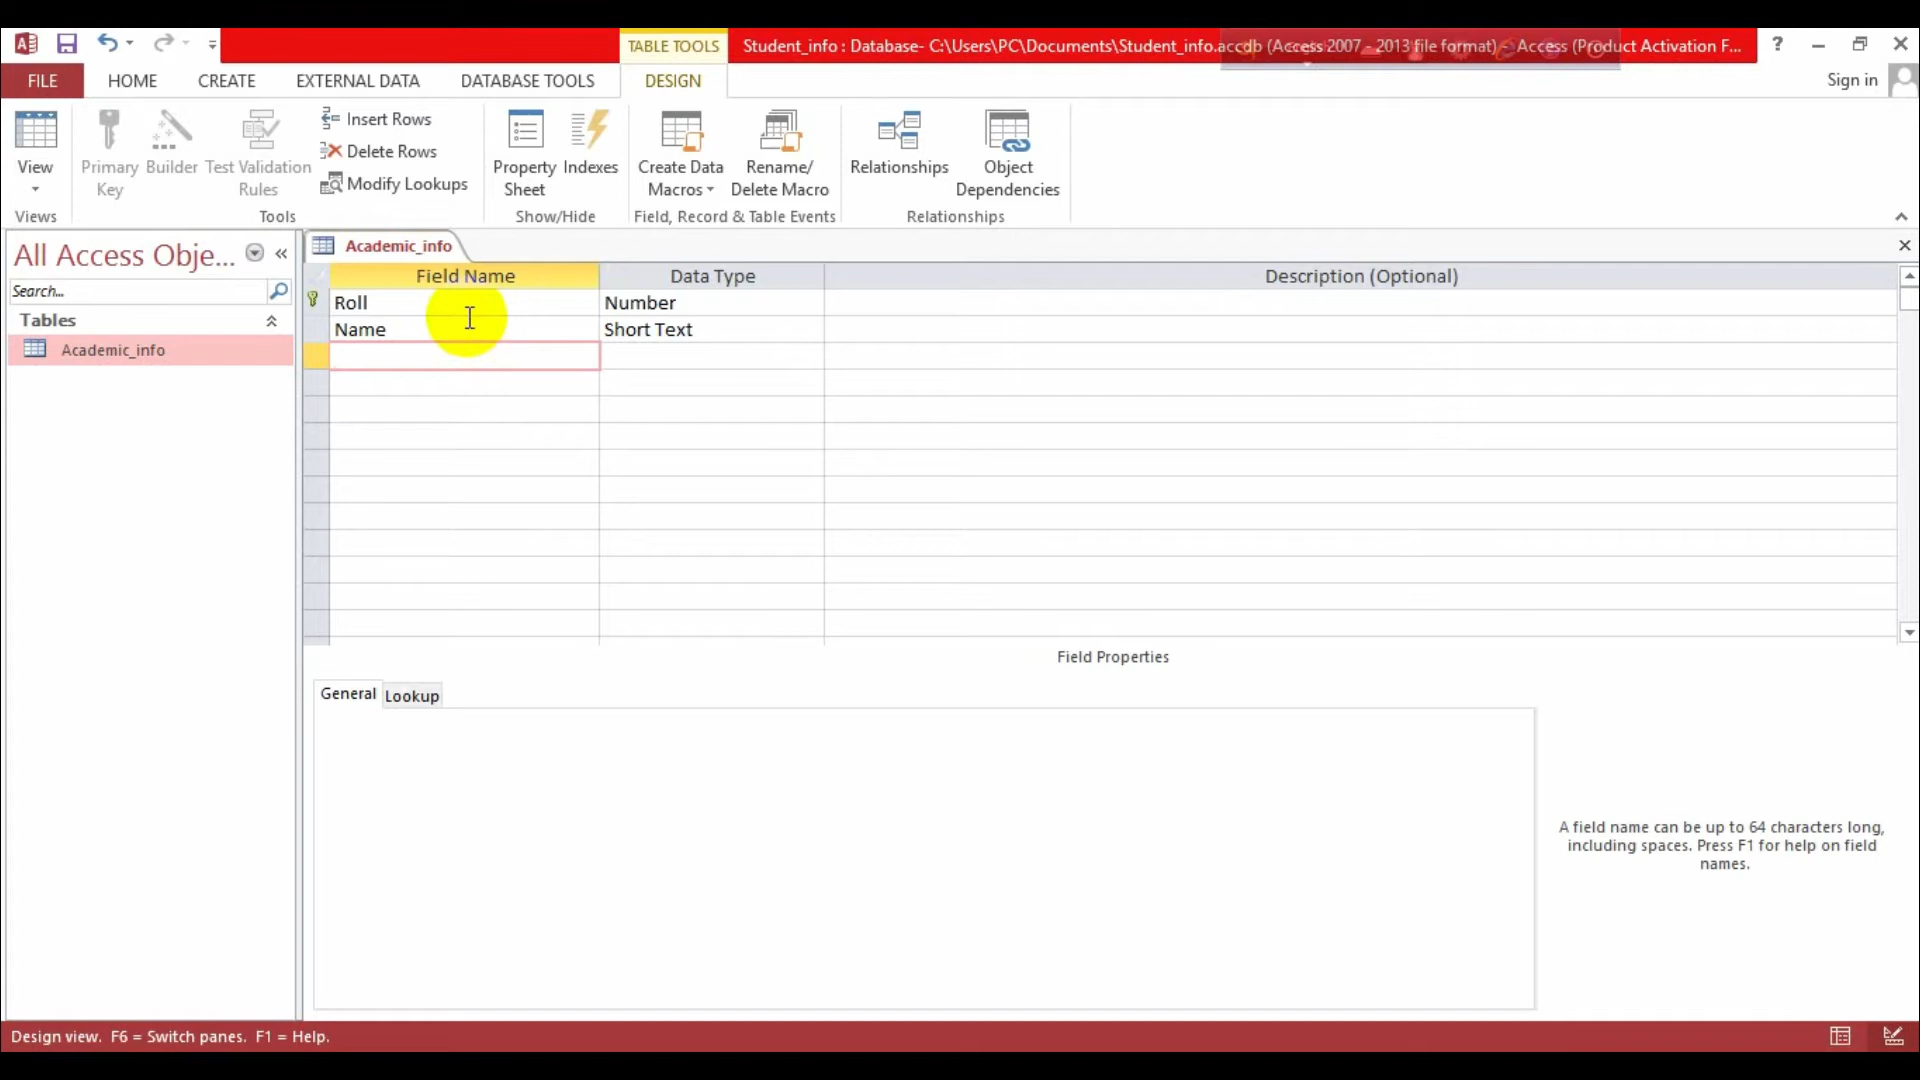 TABLE TOOLS
Student_info : Database- C:\Users\PC\Documents\Student_info.accdb (Access 2007 - 2013 file format) - Access (Product Activation F...
?
FILE
HOME
CREATE
EXTERNAL DATA
DATABASE TOOLS
DESIGN
Sign in
View
Primary
Key
Builder
Test Validation
Rules
Insert Rows
Delete Rows
Modify Lookups
Property
Sheet
Indexes
Create Data
Macros
Rename/
Delete Macro
Relationships
Object
Dependencies
Views
Tools
Show/Hide
Field, Record & Table Events
Relationships
All Access Obje...
Search...
Tables
Academic_info
Academic_info
Field Name
Data Type
Description (Optional)
Roll
Number
Name
Short Text
Field Properties
General
Lookup
A field name can be up to 64 characters long,
including spaces. Press F1 for help on field
names.
Design view. F6 = Switch panes. F1 = Help.